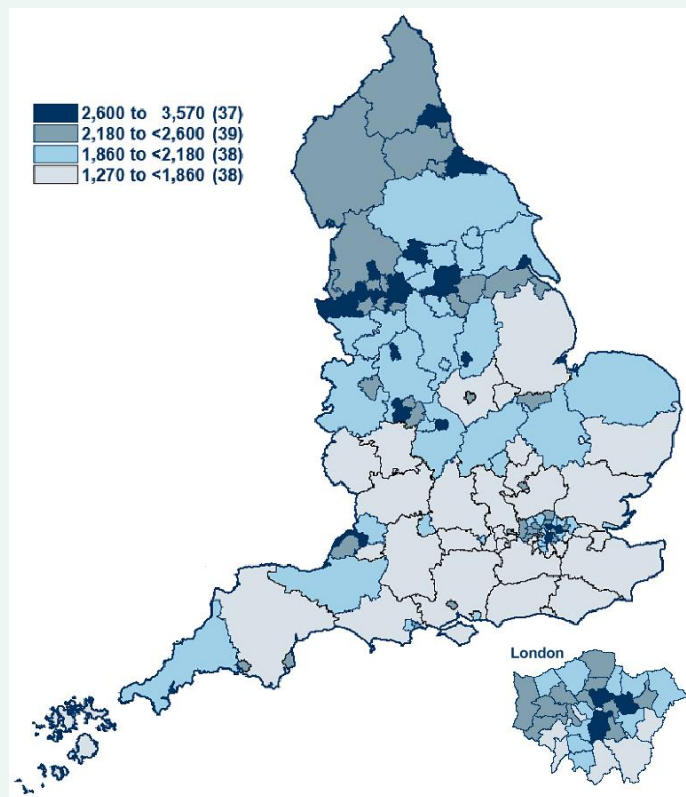 2,600 to 3,570 (37)
2,180 to <2,600 (39)
1,860 to <2,180 (38)
1,270 to <1,860 (38)
London